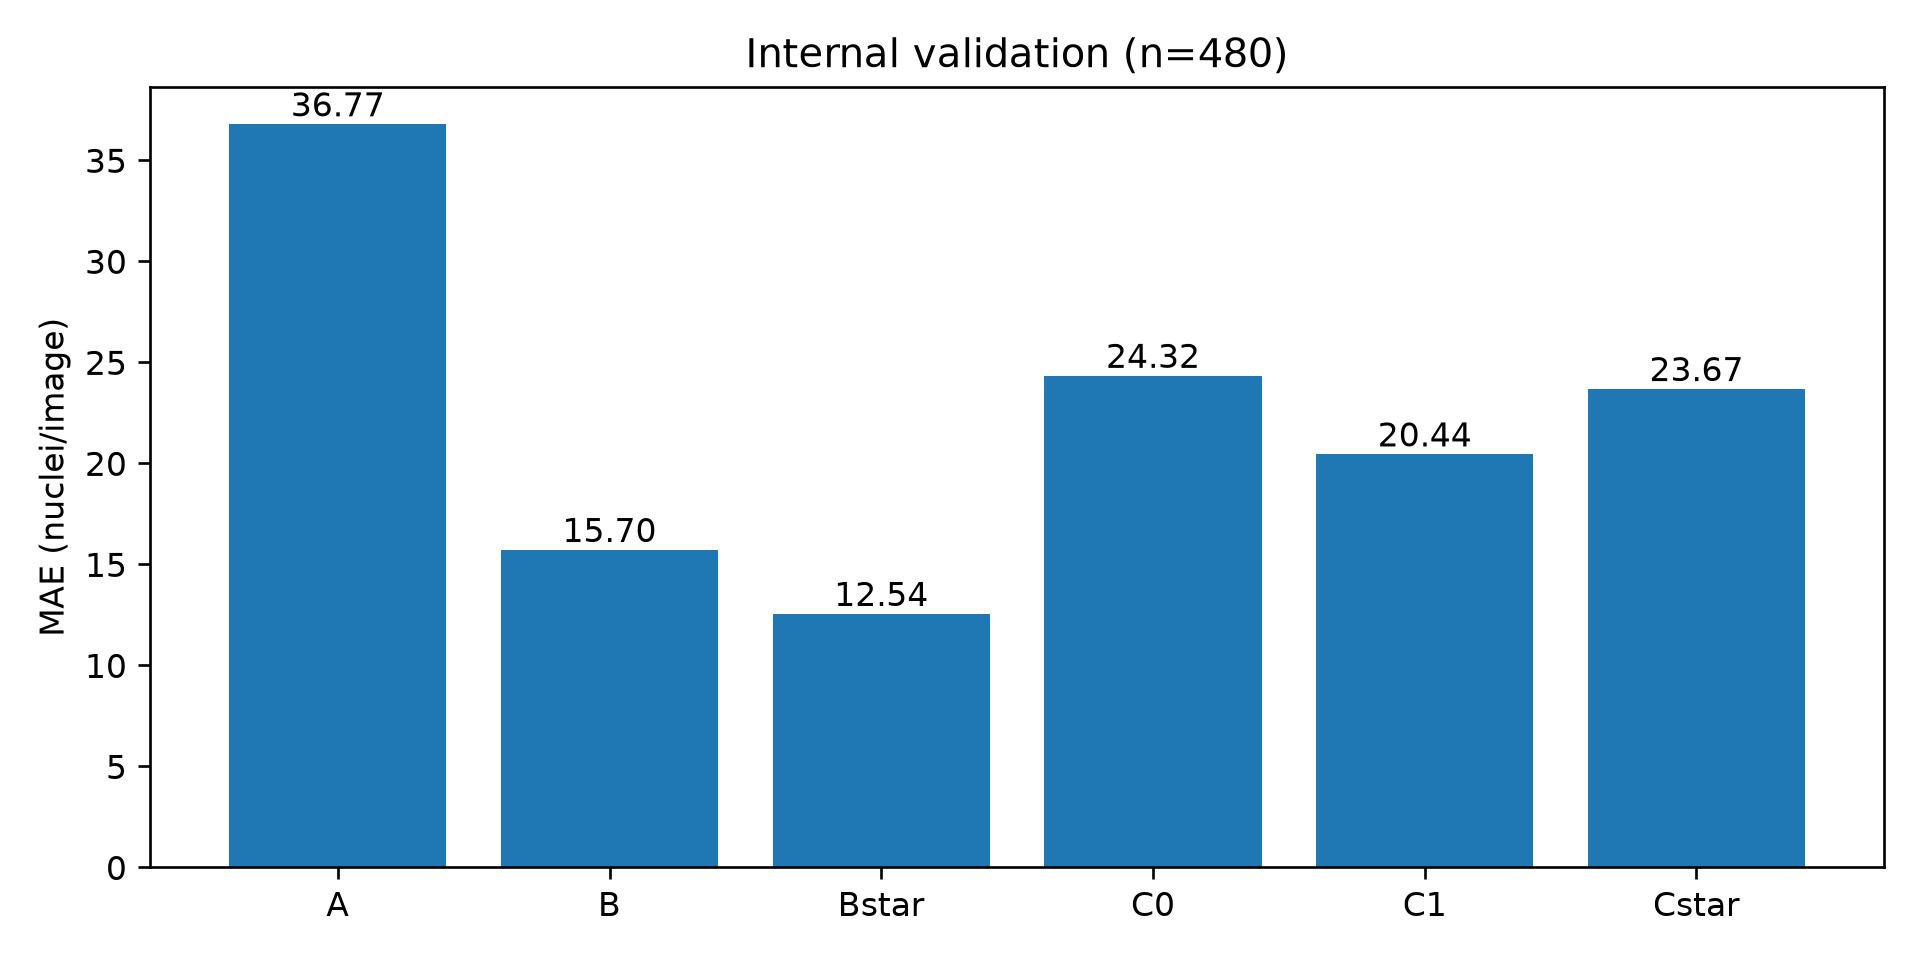 Internal validation (n=480)
MAE (nuclei/image)
35
30
25
20
15
10
5
0
36.77
15.70
12.54
24.32
20.44
23.67
A
B
Bstar
C0
C1
Cstar